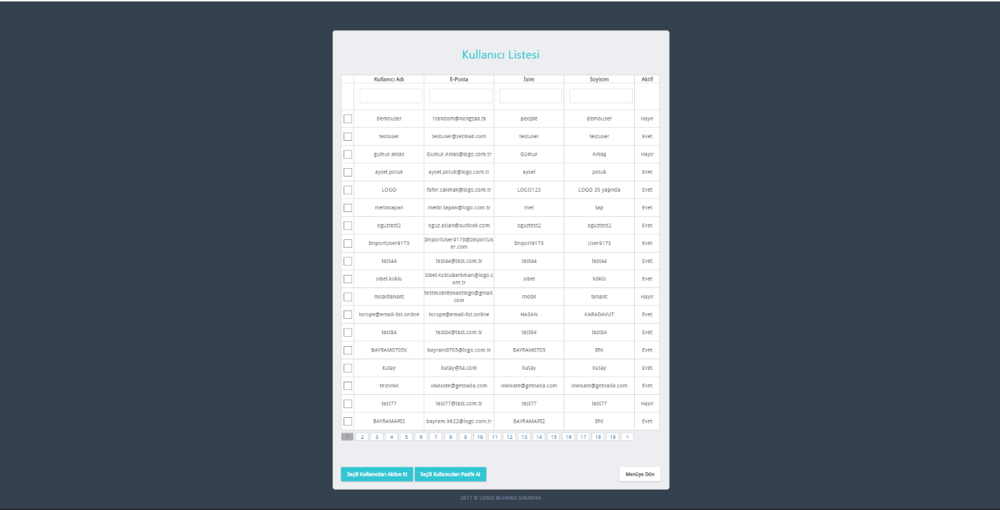 Kullanıcı Listesi
Kullanıcı Adı E-Posta İsim Soyisim Aktif
demouser 1random@nongzaa.tk people demouser Hayır
testuser testuser@zetmail.com testuser testuser Evet
gulnur.anlas Gulnur.Anlas@logo.com.tr Gülnur Anlaş Hayır
aysel.potuk aysel.potuk@logo.com.tr aysel potuk Evet
LOGO fahir.cakmak@logo.com.tr LOGO123 LOGO 35 yaşında Evet
metintapan metin.tapan@logo.com.tr met tap Evet
oguztest2 oguz.aslan@outlook.com oguztest2 oguztest2 Evet
ImportUser9173 ImportUser9173@ImportUs
er.com Import9173 User9173 Evet
test44 test44@test.com.tr test44 test44 Evet
sibel.koklu Sibel.KokluBerkman@logo.c
om.tr sibel köklü Evet
mobiltenant testmobiltenantlogo@gmail.
com mobil tenant Hayır
torope@email-list.online torope@email-list.online HASAN KARADAVUT Evet
test84 test84@test.com.tr test84 test84 Evet
BAYRAM0705K bayram0705@logo.com.tr BAYRAM0705 IRK Evet
kutay kutay@ka.com kutay kutay Evet
testviwi viwixate@getnada.com viwixate@getnada.com viwixate@getnada.com Evet
test77 test77@test.com.tr test77 test77 Hayır
BAYRAMAPI2 bayram.irk22@logo.com.tr BAYRAMAPI2 IRK Evet
1 2 3 4 5 6 7 8 9 10 11 12 13 14 15 16 17 18 19 >
Seçili Kullanıcıları Aktive Et Seçili Kullanıcıları Pasife Al Menüye Dön
2017 © LOGO Business Solutions